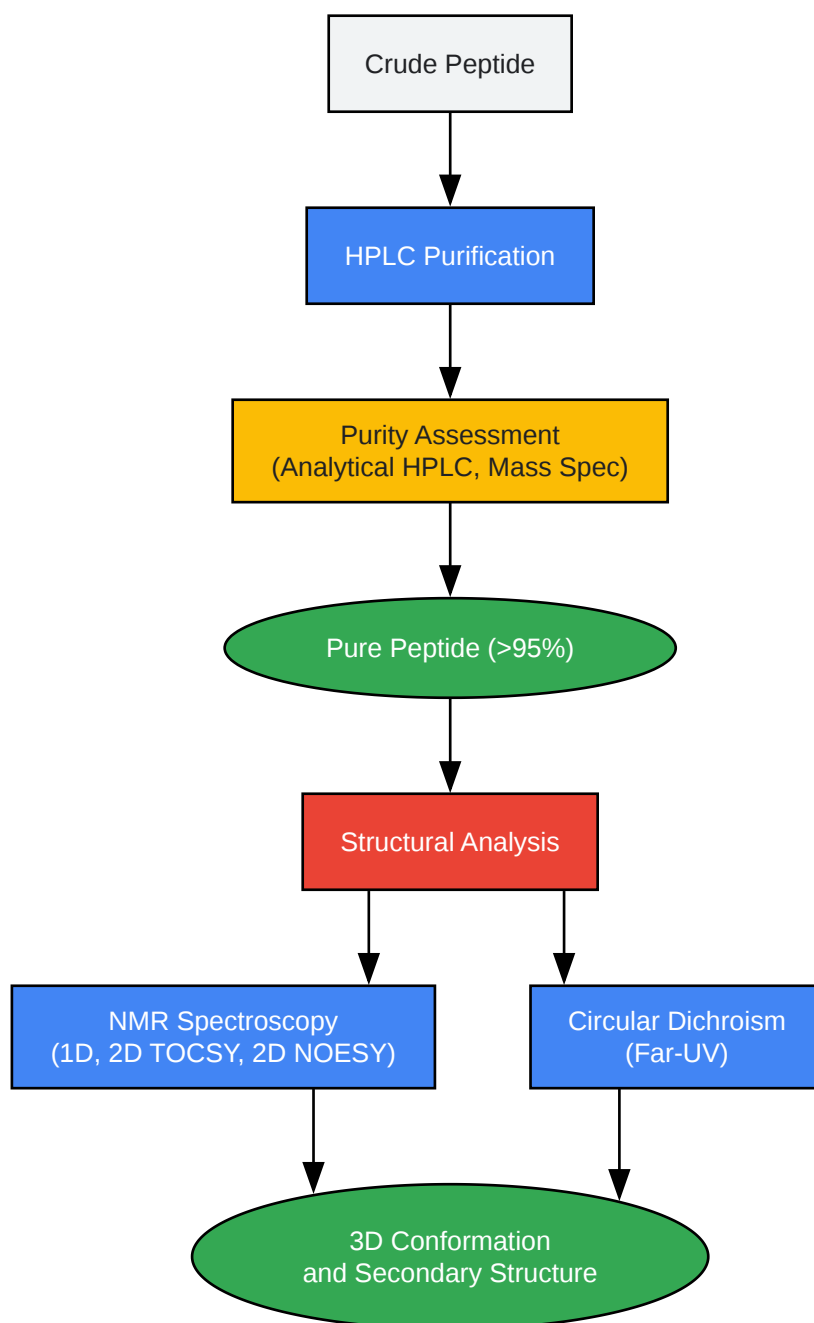 Crude Peptide
HPLC Purification
Purity Assessment
(Analytical HPLC, Mass Spec)
Pure Peptide (>95%)
Structural Analysis
NMR Spectroscopy
(1D, 2D TOCSY, 2D NOESY)
Circular Dichroism
(Far-UV)
3D Conformation
and Secondary Structure